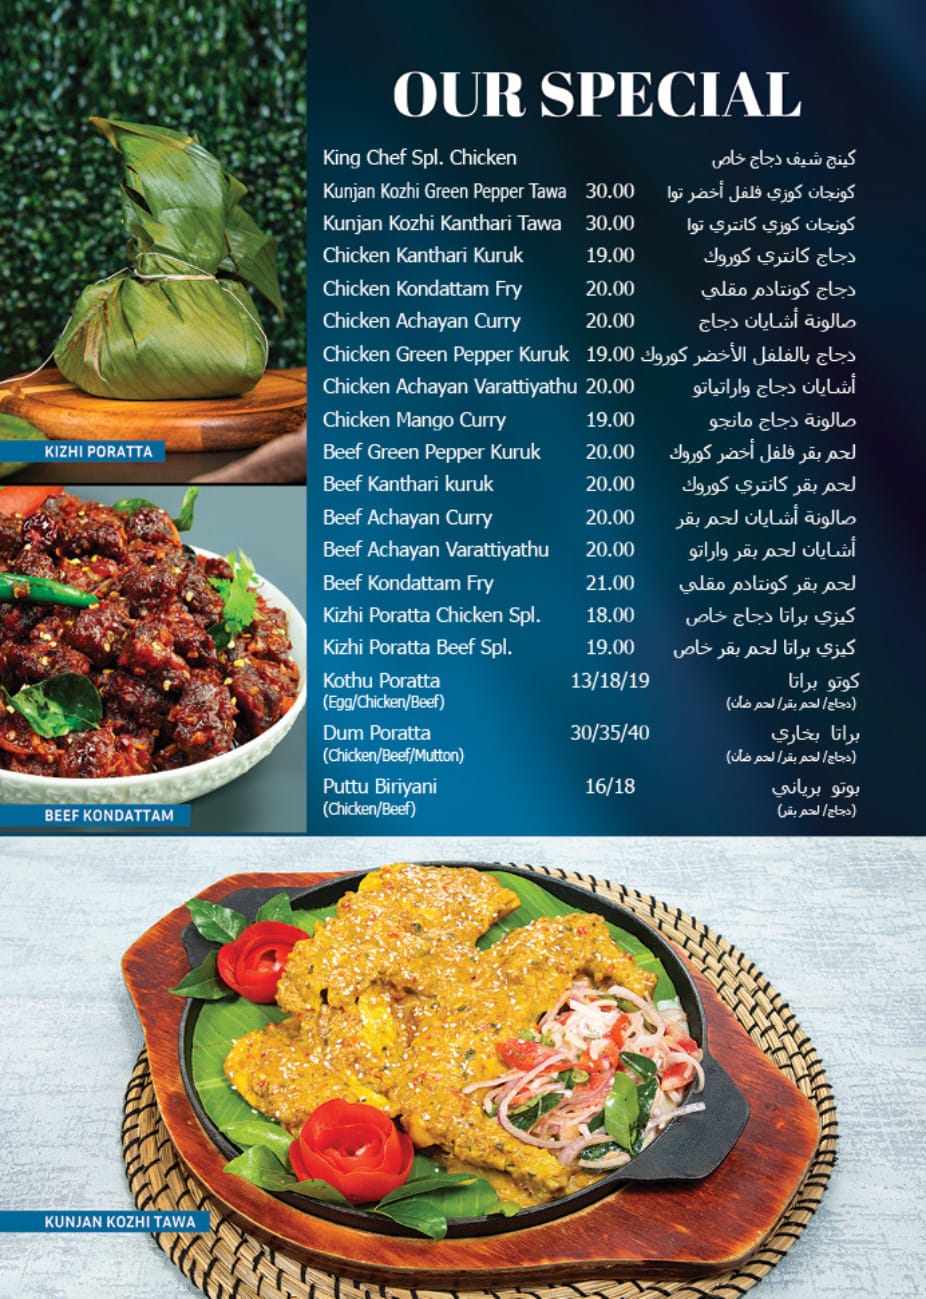 OUR SPECIAL
King Chef Spl. Chicken كينج شيف دجاج خاص
Kunjan Kozhi Green Pepper Tawa 30.00 كونجان كوزي فلفل أخضر توا
Kunjan Kozhi Kanthari Tawa 30.00 كونجان كوزي كانتري توا
Chicken Kanthari Kuruk 19.00 دجاج كانتري كوروك
Chicken Kondattam Fry 20.00 دجاج كونتادم مقلي
Chicken Achayan Curry 20.00 صالونة أشايان دجاج
Chicken Green Pepper Kuruk 19.00 دجاج بالفلفل الأخضر كوروك
Chicken Achayan Varattiyathu 20.00 أشايان دجاج واراتياتو
Chicken Mango Curry 19.00 صالونة دجاج مانجو
Beef Green Pepper Kuruk 20.00 لحم بقر فلفل أخضر كوروك
Beef Kanthari kuruk 20.00 لحم بقر كانتري كوروك
Beef Achayan Curry 20.00 صالونة أشايان لحم بقر
Beef Achayan Varattiyathu 20.00 أشايان لحم بقر واراتو
Beef Kondattam Fry 21.00 لحم بقر كونتادم مقلي
Kizhi Poratta Chicken Spl. 18.00 كيزي براتا دجاج خاص
Kizhi Poratta Beef Spl. 19.00 كيزي براتا لحم بقر خاص
Kothu Poratta 13/18/19 كوتو براتا
(Egg/Chicken/Beef) (دجاج/ لحم بقر/ لحم ضأن)
Dum Poratta 30/35/40 براتا بخاري
(Chicken/Beef/Mutton) (دجاج/ لحم بقر/ لحم ضأن)
Puttu Biriyani 16/18 بوتو برياني
(Chicken/Beef) (دجاج/ لحم بقر)
KIZHI PORATTA
BEEF KONDATTAM
KUNJAN KOZHI TAWA